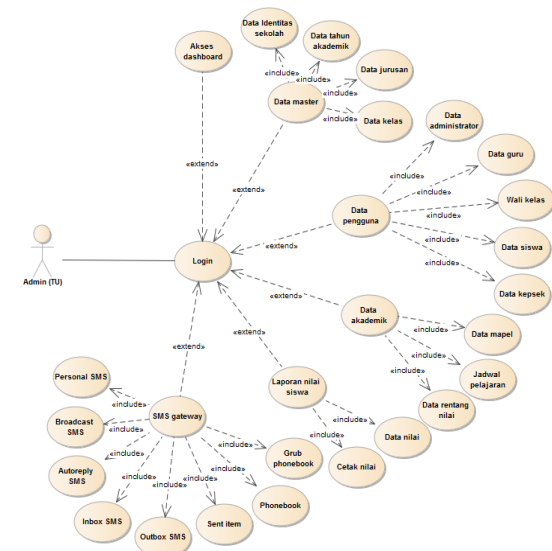 Data Identitas
sekolah
Data tahun
akademik
Akses
dashboard
Data jurusan
«include»
«include»
«include»
Data master
«include»
Data kelas
Data
administrator
Data guru
«extend»
«include»
«include»
«extend»
Wali kelas
Data
pengguna
«include»
«extend»
«include»
Data siswa
Login
«include»
Admin (TU)
Data kepsek
«extend»
Data
akademik
«include»
Data mapel
«extend»
«include»
«extend»
Jadwal
pelajaran
Personal SMS
Laporan nilai
siswa
«include»
Data rentang
nilai
«include»
SMS gateway
«include»
Broadcast
SMS
«include»
«include»
Data nilai
«include»
«include»
Grub
phonebook
Cetak nilai
Autoreply
SMS
«include»
«include»
«include»
«include»
Phonebook
Inbox SMS
Sent item
Outbox SMS